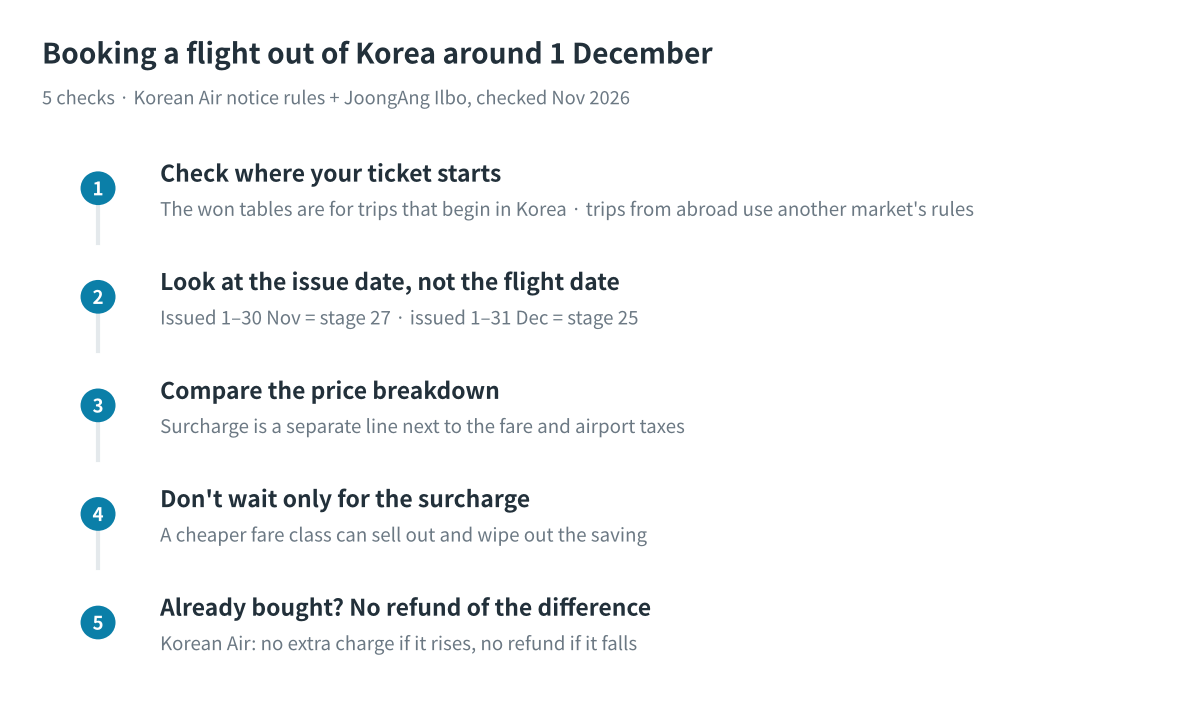 Booking a flight out of Korea around 1 December
5 checks · Korean Air notice rules + JoongAng Ilbo, checked Nov 2026
1
Check where your ticket starts
The won tables are for trips that begin in Korea · trips from abroad use another market's rules
2
Look at the issue date, not the flight date
Issued 1–30 Nov = stage 27 · issued 1–31 Dec = stage 25
3
Compare the price breakdown
Surcharge is a separate line next to the fare and airport taxes
4
Don't wait only for the surcharge
A cheaper fare class can sell out and wipe out the saving
5
Already bought? No refund of the difference
Korean Air: no extra charge if it rises, no refund if it falls